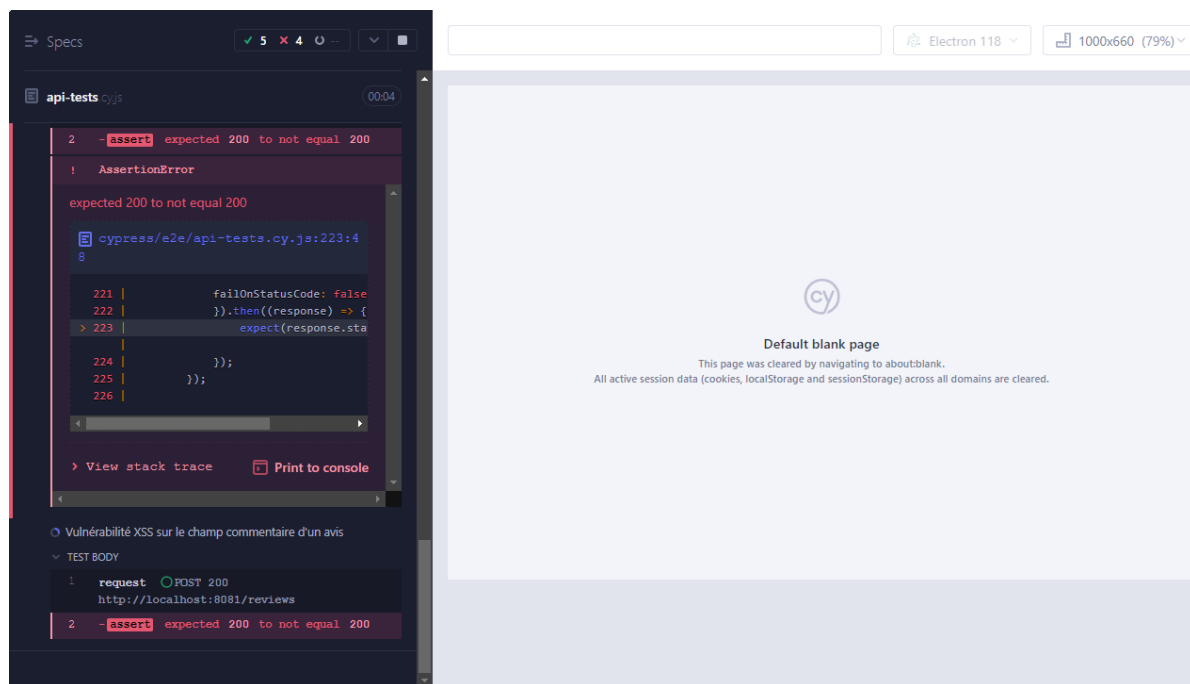 Specs
5 4 --
Electron 118
1000x660 (79%)
api-tests.cy.js
00:04
2 -assert expected 200 to not equal 200
! AssertionError
expected 200 to not equal 200
cypress/e2e/api-tests.cy.js:223:4
8
221 | failOnStatusCode: false
222 | }).then((response) => {
> 223 | expect(response.sta
|
224 | });
225 | });
226 |
> View stack trace
Print to console
Vulnérabilité XSS sur le champ commentaire d'un avis
TEST BODY
1 request POST 200
http://localhost:8081/reviews
2 -assert expected 200 to not equal 200
cy
Default blank page
This page was cleared by navigating to about:blank.
All active session data (cookies, localStorage and sessionStorage) across all domains are cleared.